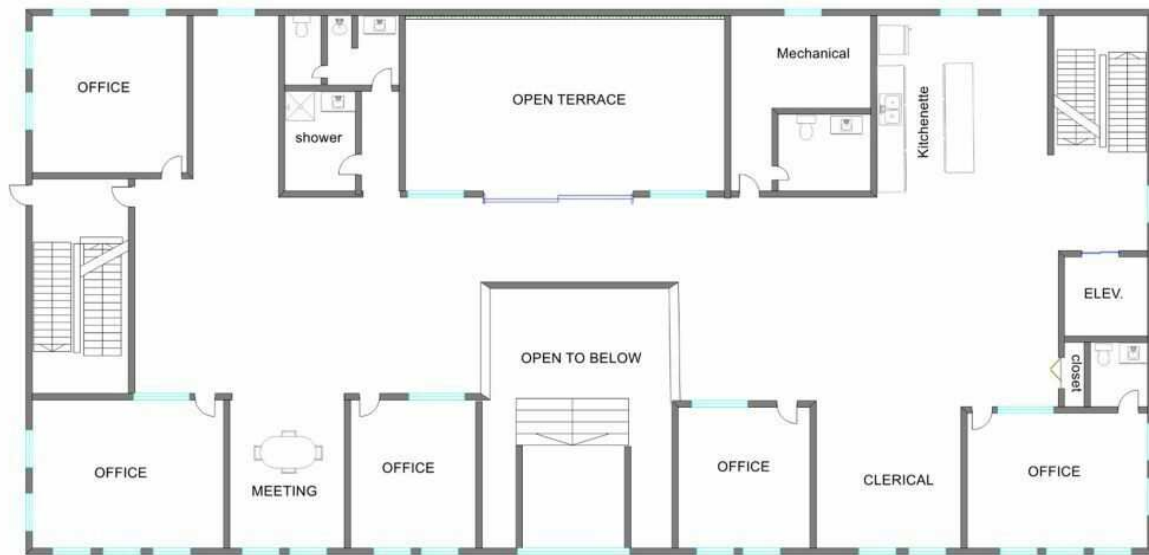 OFFICE
OPEN TERRACE
Mechanical
Kitchenette
shower
ELEV.
OPEN TO BELOW
closet
OFFICE
MEETING
OFFICE
OFFICE
CLERICAL
OFFICE